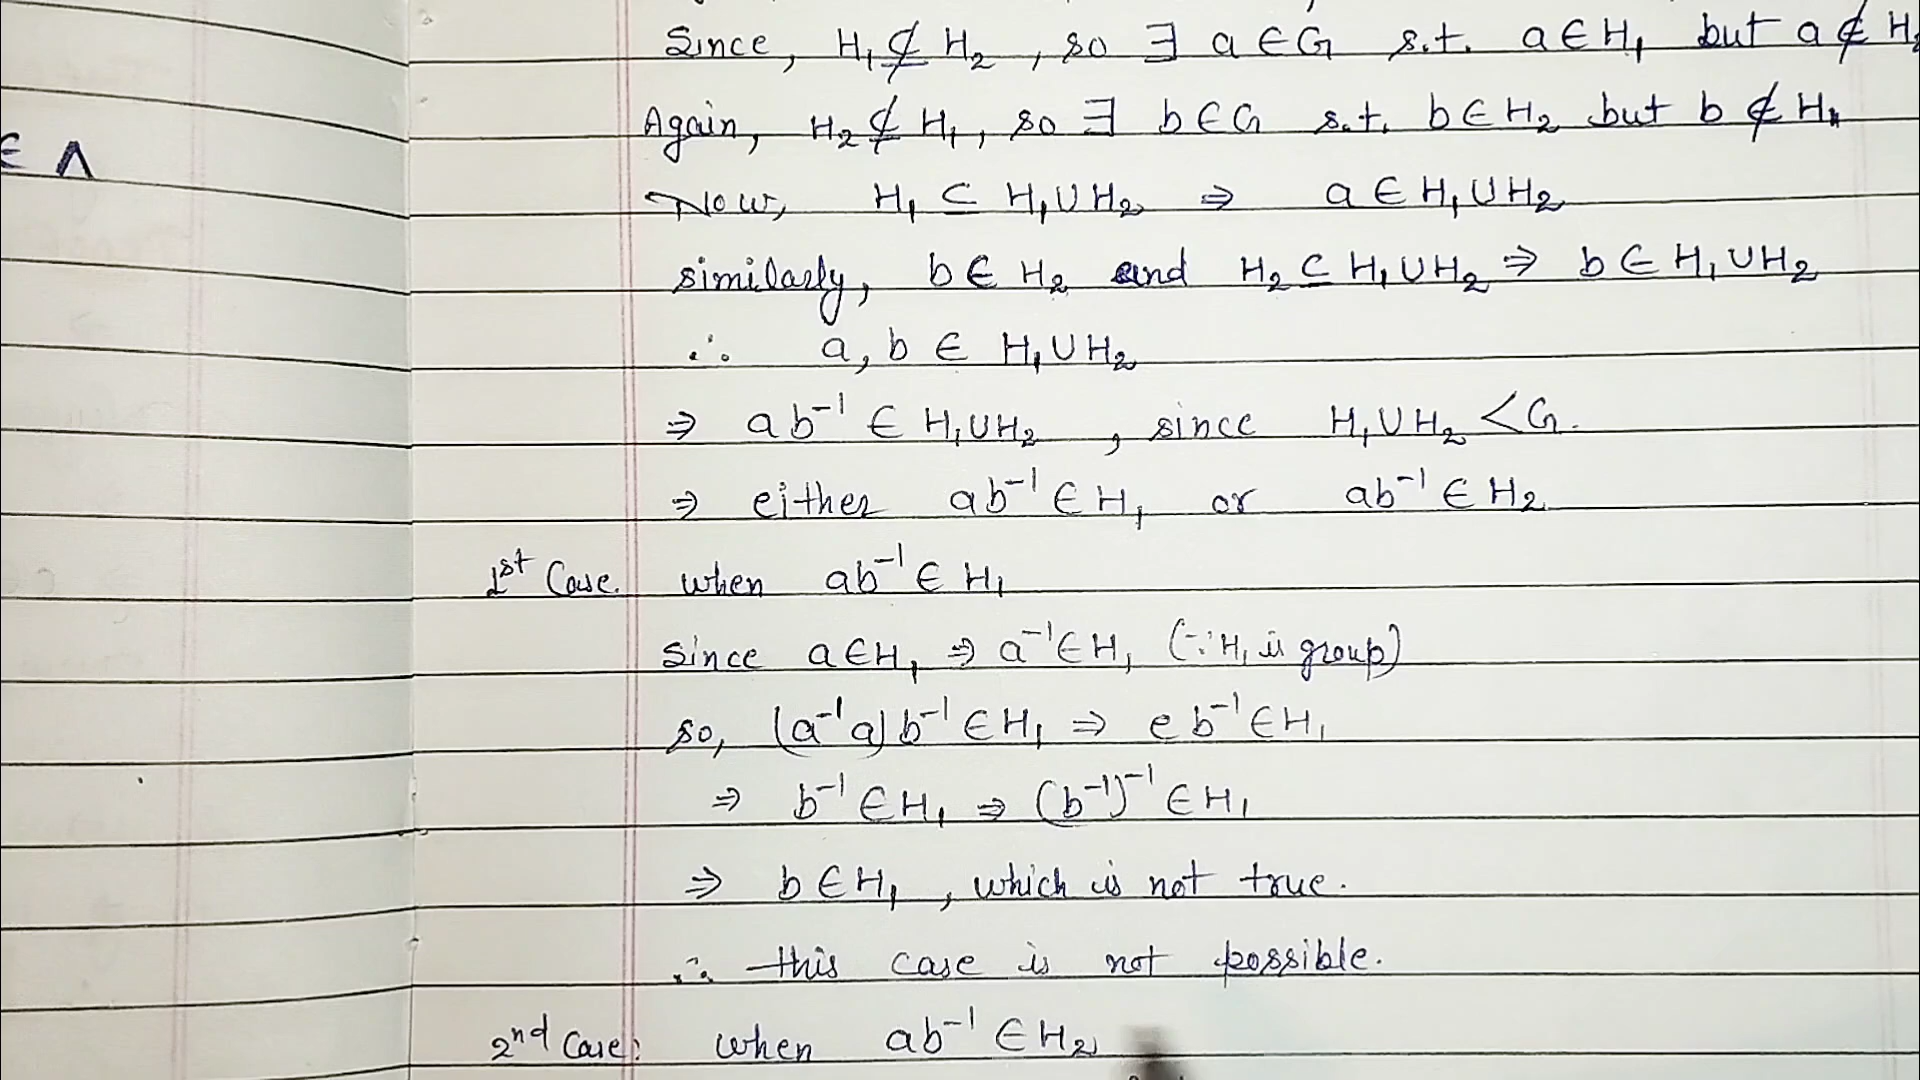 ∈ Λ
Since, H₁ ⊄ H₂, so ∃ a ∈ G s.t. a ∈ H₁ but a ∉ H₂
Again, H₂ ⊄ H₁, so ∃ b ∈ G s.t. b ∈ H₂ but b ∉ H₁
Now, H₁ ⊆ H₁∪H₂ ⇒ a ∈ H₁∪H₂
similarly, b ∈ H₂ and H₂ ⊆ H₁∪H₂ ⇒ b ∈ H₁∪H₂
∴ a, b ∈ H₁∪H₂
⇒ ab⁻¹ ∈ H₁∪H₂, since H₁∪H₂ < G.
⇒ either ab⁻¹ ∈ H₁ or ab⁻¹ ∈ H₂
1st Case. when ab⁻¹ ∈ H₁
since a∈H₁ ⇒ a⁻¹∈H₁ (∵ H₁ is group)
so, (a⁻¹a)b⁻¹ ∈ H₁ ⇒ e b⁻¹ ∈ H₁
⇒ b⁻¹ ∈ H₁ ⇒ (b⁻¹)⁻¹ ∈ H₁
⇒ b ∈ H₁, which is not true.
∴ this case is not possible.
2nd Case: when ab⁻¹ ∈ H₂